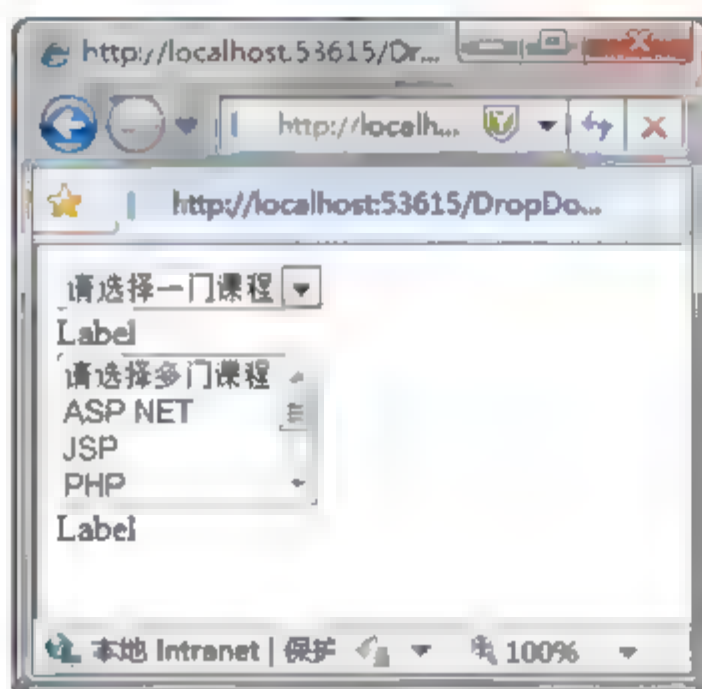 http://localhost:53615/Dr...
http://localh...
http://localhost:53615/DropDo...
请选择一门课程
Label
请选择多门课程
ASP NET
JSP
PHP
Label
本地 Intranet | 保护
100%